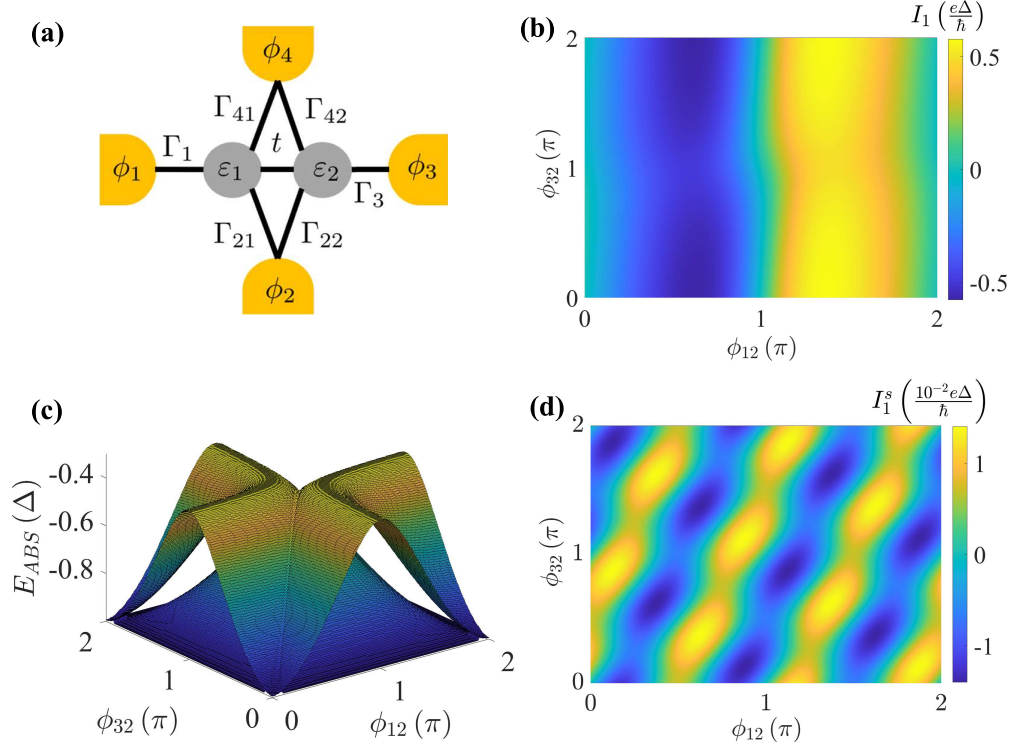 (a)
ϕ₄
Γ₄₁
Γ₄₂
t
ϕ₁
Γ₁
ε₁
ε₂
ϕ₃
Γ₃
Γ₂₁
Γ₂₂
ϕ₂
(b)
I₁ (eΔ/ħ)
2
1
0
ϕ₃₂ (π)
0
1
2
ϕ₁₂ (π)
0.5
0
-0.5
(c)
-0.4
-0.6
-0.8
E_ABS (Δ)
2
1
0
ϕ₃₂ (π)
0
1
2
ϕ₁₂ (π)
(d)
I₁ˢ (10⁻²eΔ/ħ)
2
1
0
ϕ₃₂ (π)
0
1
2
ϕ₁₂ (π)
1
0
-1